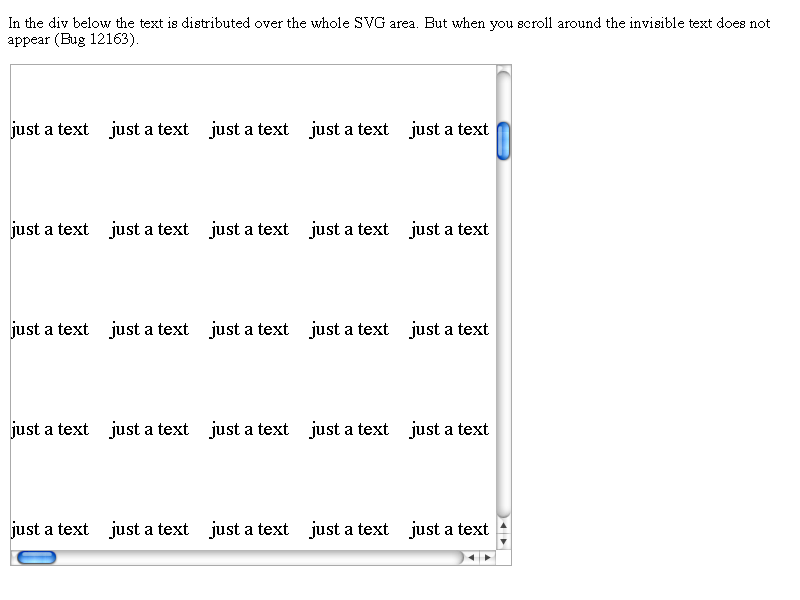 In the div below the text is distributed over the whole SVG area. But when you scroll around the invisible text does not
appear (Bug 12163).
just a text just a text just a text just a text just a text
just a text just a text just a text just a text just a text
just a text just a text just a text just a text just a text
just a text just a text just a text just a text just a text
just a text just a text just a text just a text just a text